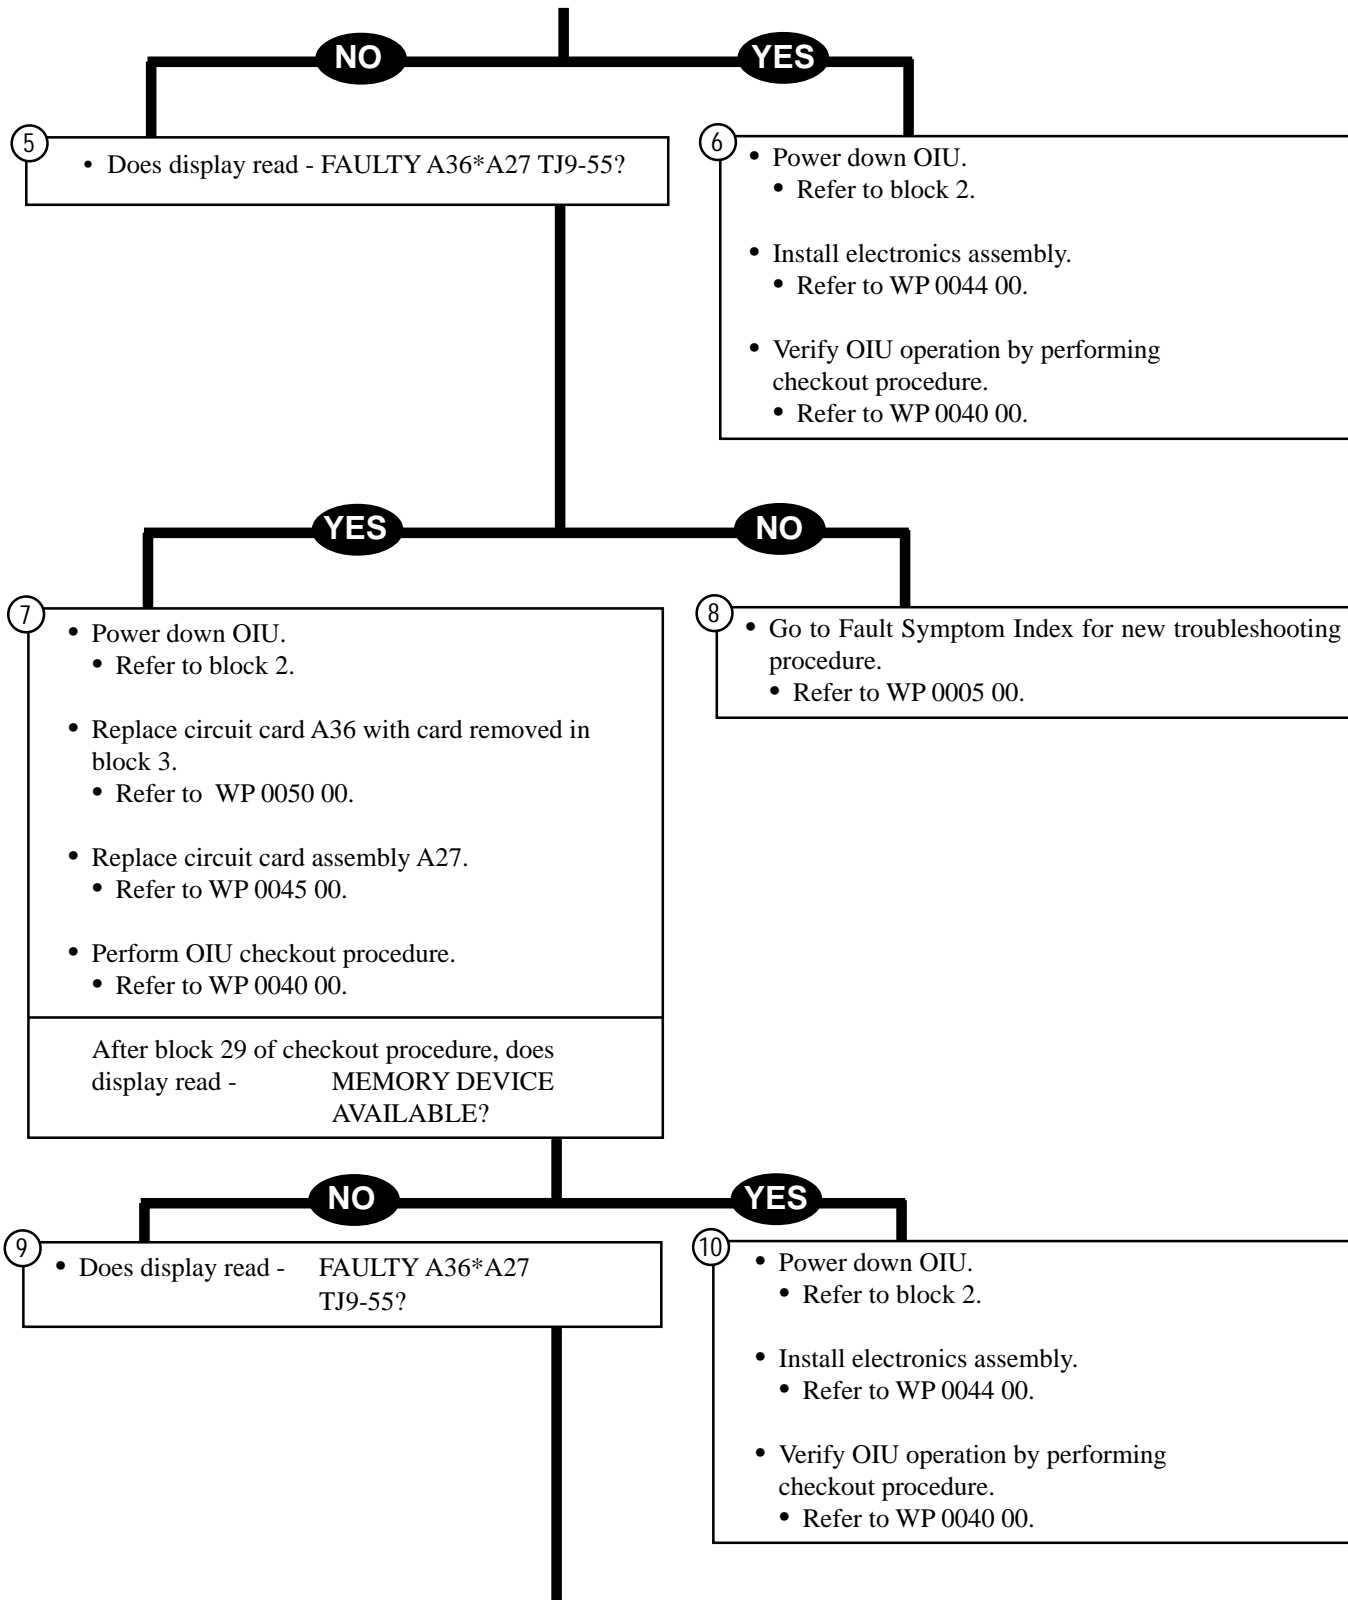 NO
YES
5
• Does display read - FAULTY A36*A27 TJ9-55?
6
• Power down OIU.
• Refer to block 2.
• Install electronics assembly.
• Refer to WP 0044 00.
• Verify OIU operation by performing
checkout procedure.
• Refer to WP 0040 00.
YES
NO
7
• Power down OIU.
• Refer to block 2.
• Replace circuit card A36 with card removed in
block 3.
• Refer to WP 0050 00.
• Replace circuit card assembly A27.
• Refer to WP 0045 00.
• Perform OIU checkout procedure.
• Refer to WP 0040 00.
After block 29 of checkout procedure, does
display read - MEMORY DEVICE
AVAILABLE?
8
• Go to Fault Symptom Index for new troubleshooting
procedure.
• Refer to WP 0005 00.
NO
YES
9
• Does display read - FAULTY A36*A27
TJ9-55?
10
• Power down OIU.
• Refer to block 2.
• Install electronics assembly.
• Refer to WP 0044 00.
• Verify OIU operation by performing
checkout procedure.
• Refer to WP 0040 00.